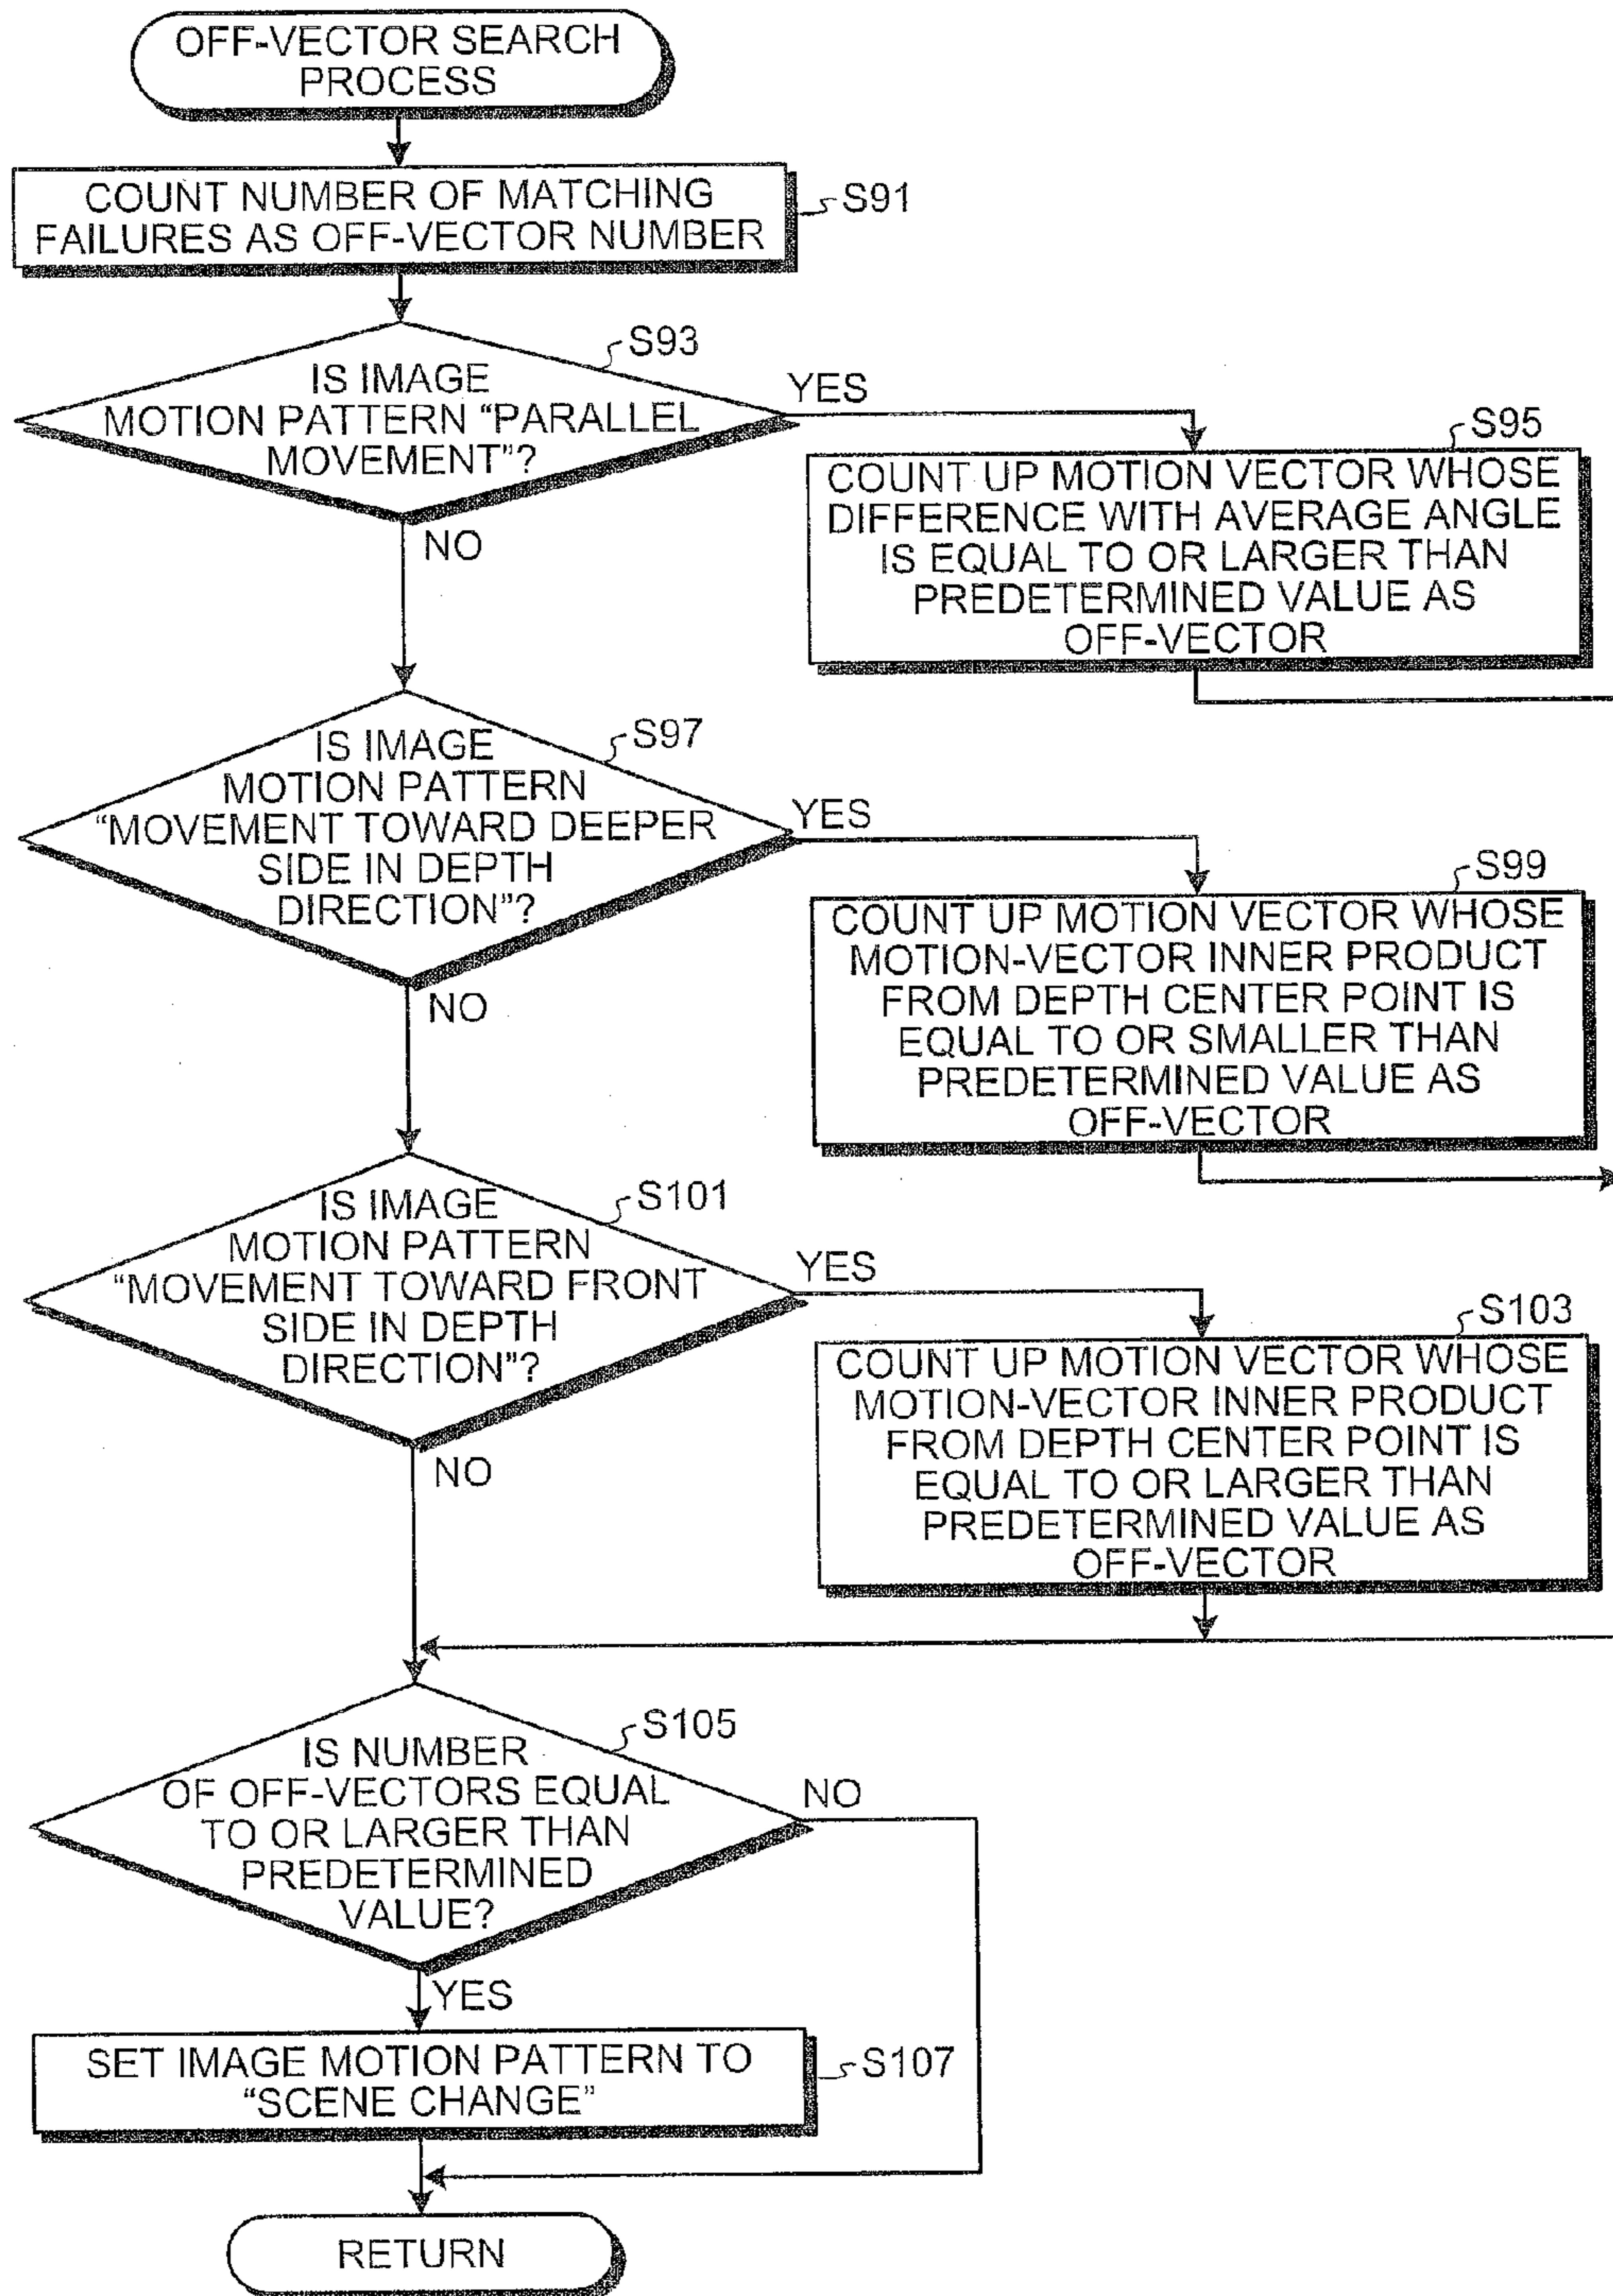 OFF-VECTOR SEARCH
PROCESS
COUNT NUMBER OF MATCHING
FAILURES AS OFF-VECTOR NUMBER
S91
S93
IS IMAGE
MOTION PATTERN “PARALLEL
MOVEMENT”?
YES
NO
S95
COUNT UP MOTION VECTOR WHOSE
DIFFERENCE WITH AVERAGE ANGLE
IS EQUAL TO OR LARGER THAN
PREDETERMINED VALUE AS
OFF-VECTOR
S97
IS IMAGE
MOTION PATTERN
“MOVEMENT TOWARD DEEPER
SIDE IN DEPTH
DIRECTION”?
YES
NO
S99
COUNT UP MOTION VECTOR WHOSE
MOTION-VECTOR INNER PRODUCT
FROM DEPTH CENTER POINT IS
EQUAL TO OR SMALLER THAN
PREDETERMINED VALUE AS
OFF-VECTOR
S101
IS IMAGE
MOTION PATTERN
“MOVEMENT TOWARD FRONT
SIDE IN DEPTH
DIRECTION”?
YES
NO
S103
COUNT UP MOTION VECTOR WHOSE
MOTION-VECTOR INNER PRODUCT
FROM DEPTH CENTER POINT IS
EQUAL TO OR LARGER THAN
PREDETERMINED VALUE AS
OFF-VECTOR
S105
IS NUMBER
OF OFF-VECTORS EQUAL
TO OR LARGER THAN
PREDETERMINED
VALUE?
NO
YES
SET IMAGE MOTION PATTERN TO
“SCENE CHANGE”
S107
RETURN